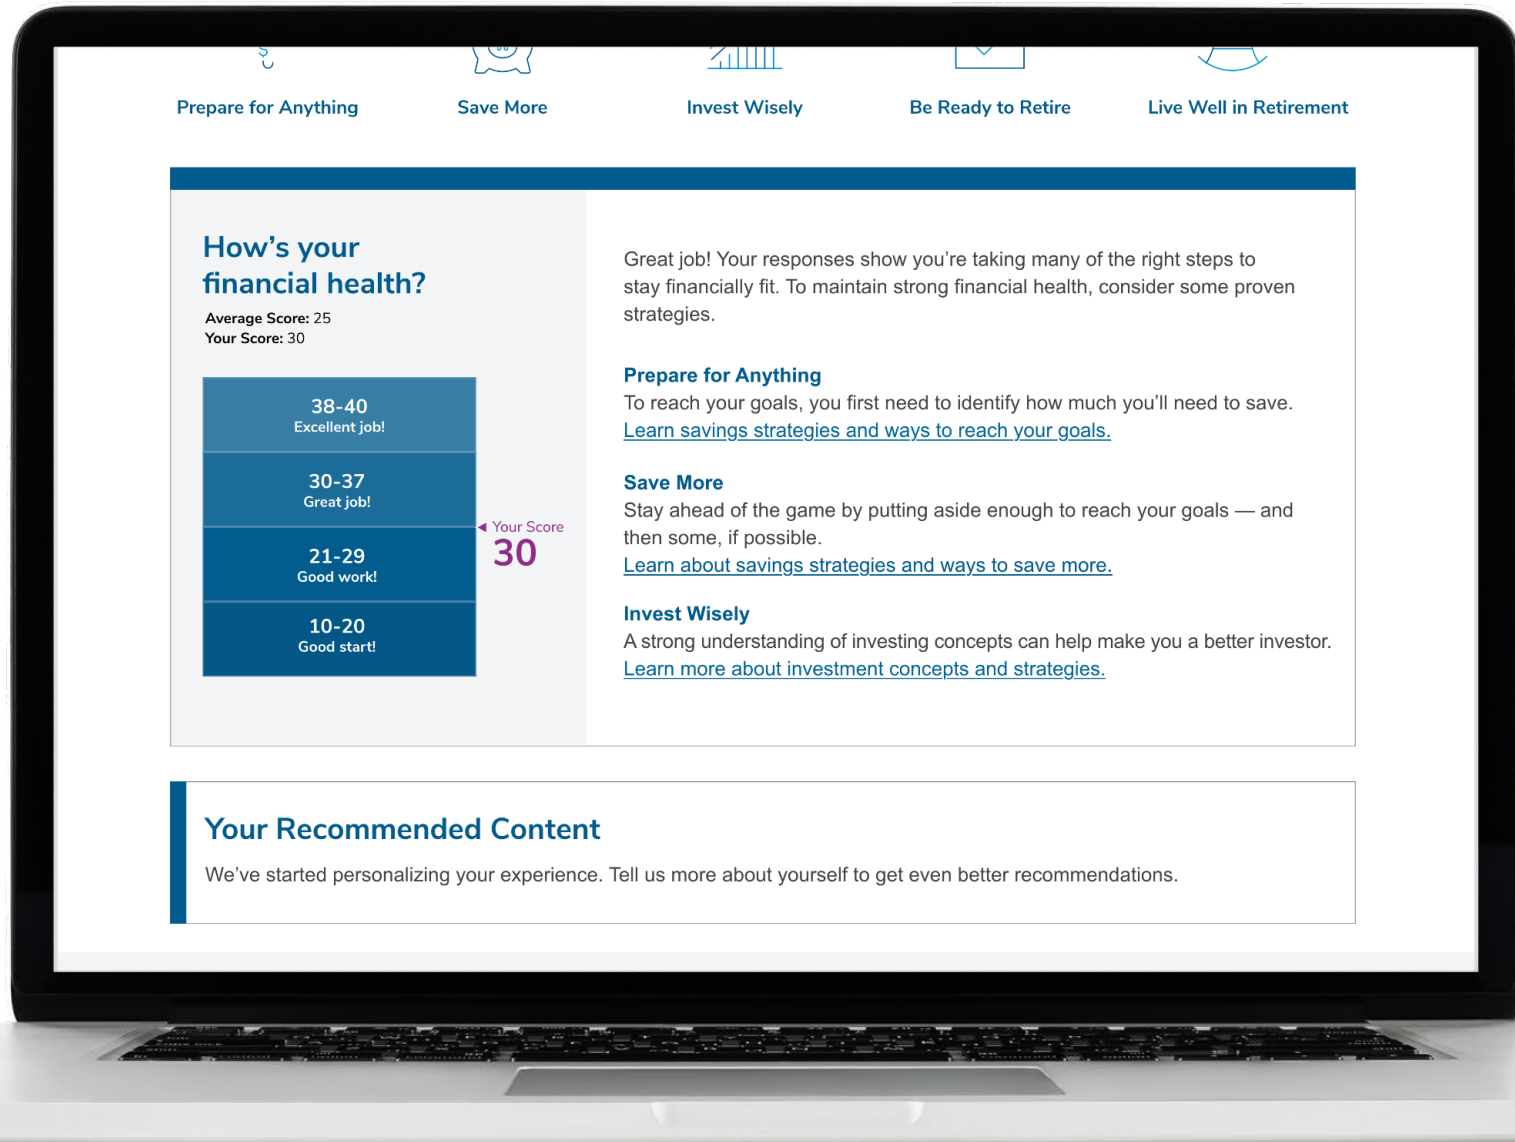 Prepare for Anything
Save More
Invest Wisely
Be Ready to Retire
Live Well in Retirement
How’s your
financial health?
Average Score: 25
Your Score: 30
38-40
Excellent job!
30-37
Great job!
◄ Your Score
30
21-29
Good work!
10-20
Good start!
Great job! Your responses show you’re taking many of the right steps to
stay financially fit. To maintain strong financial health, consider some proven
strategies.
Prepare for Anything
To reach your goals, you first need to identify how much you’ll need to save.
Learn savings strategies and ways to reach your goals.
Save More
Stay ahead of the game by putting aside enough to reach your goals — and
then some, if possible.
Learn about savings strategies and ways to save more.
Invest Wisely
A strong understanding of investing concepts can help make you a better investor.
Learn more about investment concepts and strategies.
Your Recommended Content
We’ve started personalizing your experience. Tell us more about yourself to get even better recommendations.